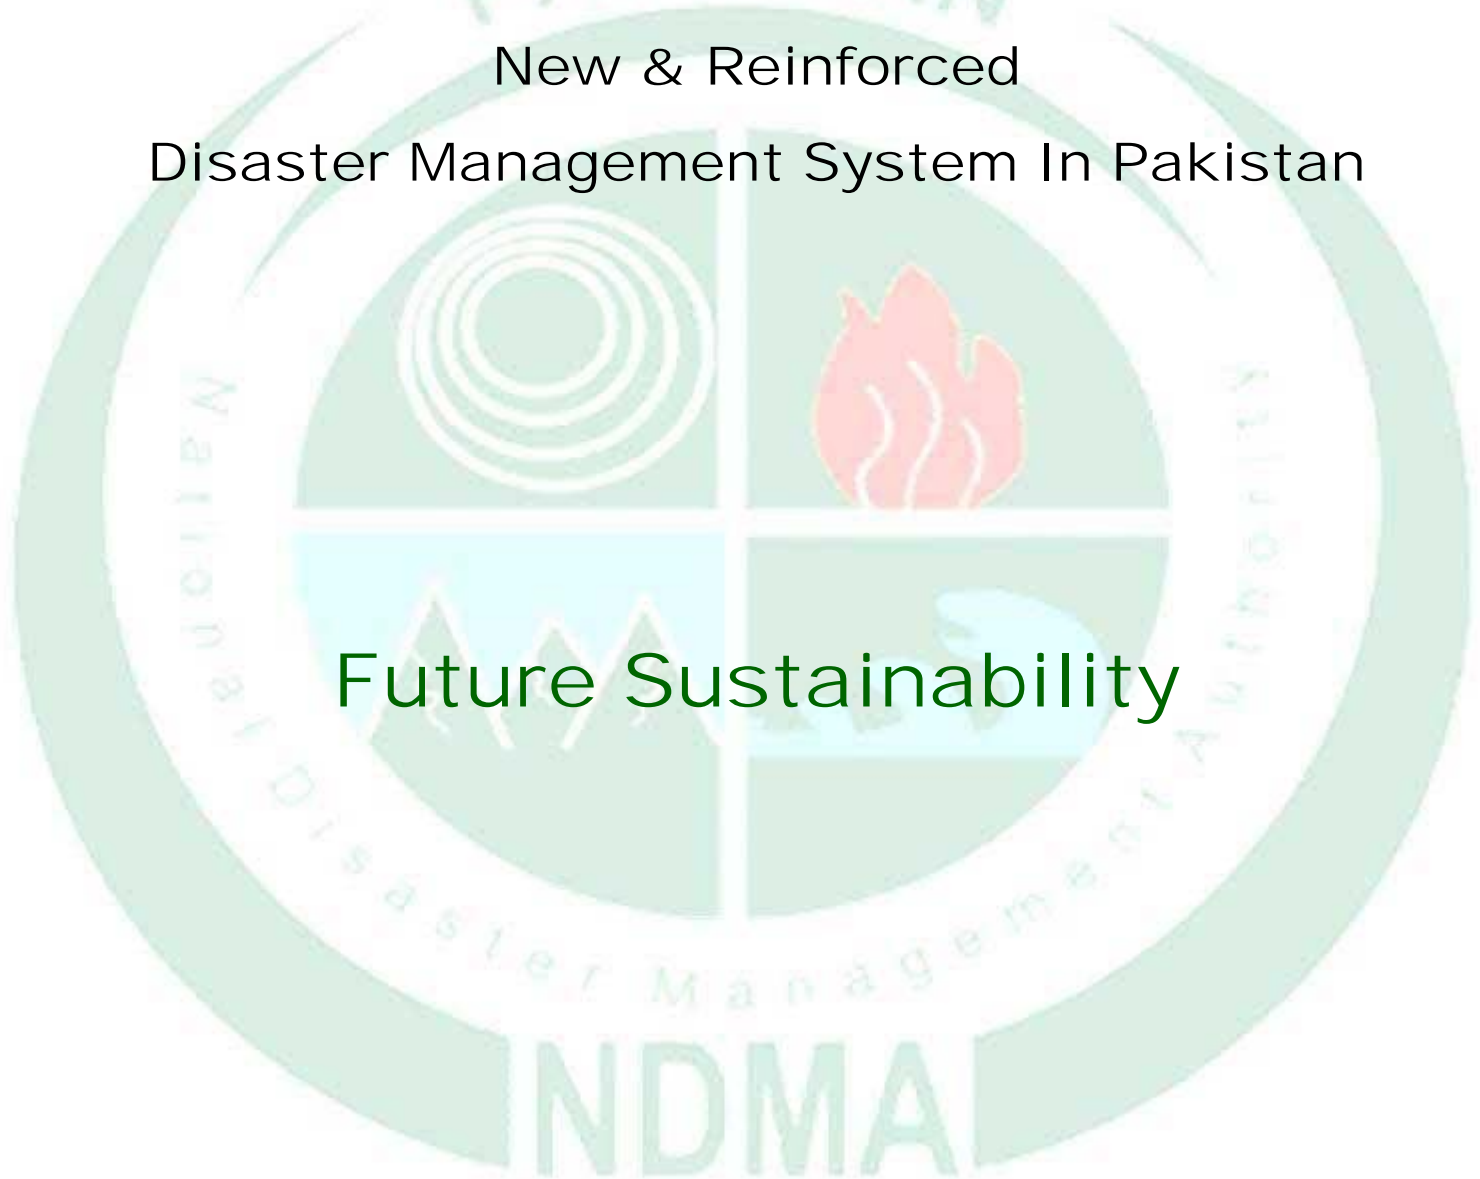 New & Reinforced
Disaster Management System In Pakistan
Future Sustainability
National Disaster Management Authority
NDMA